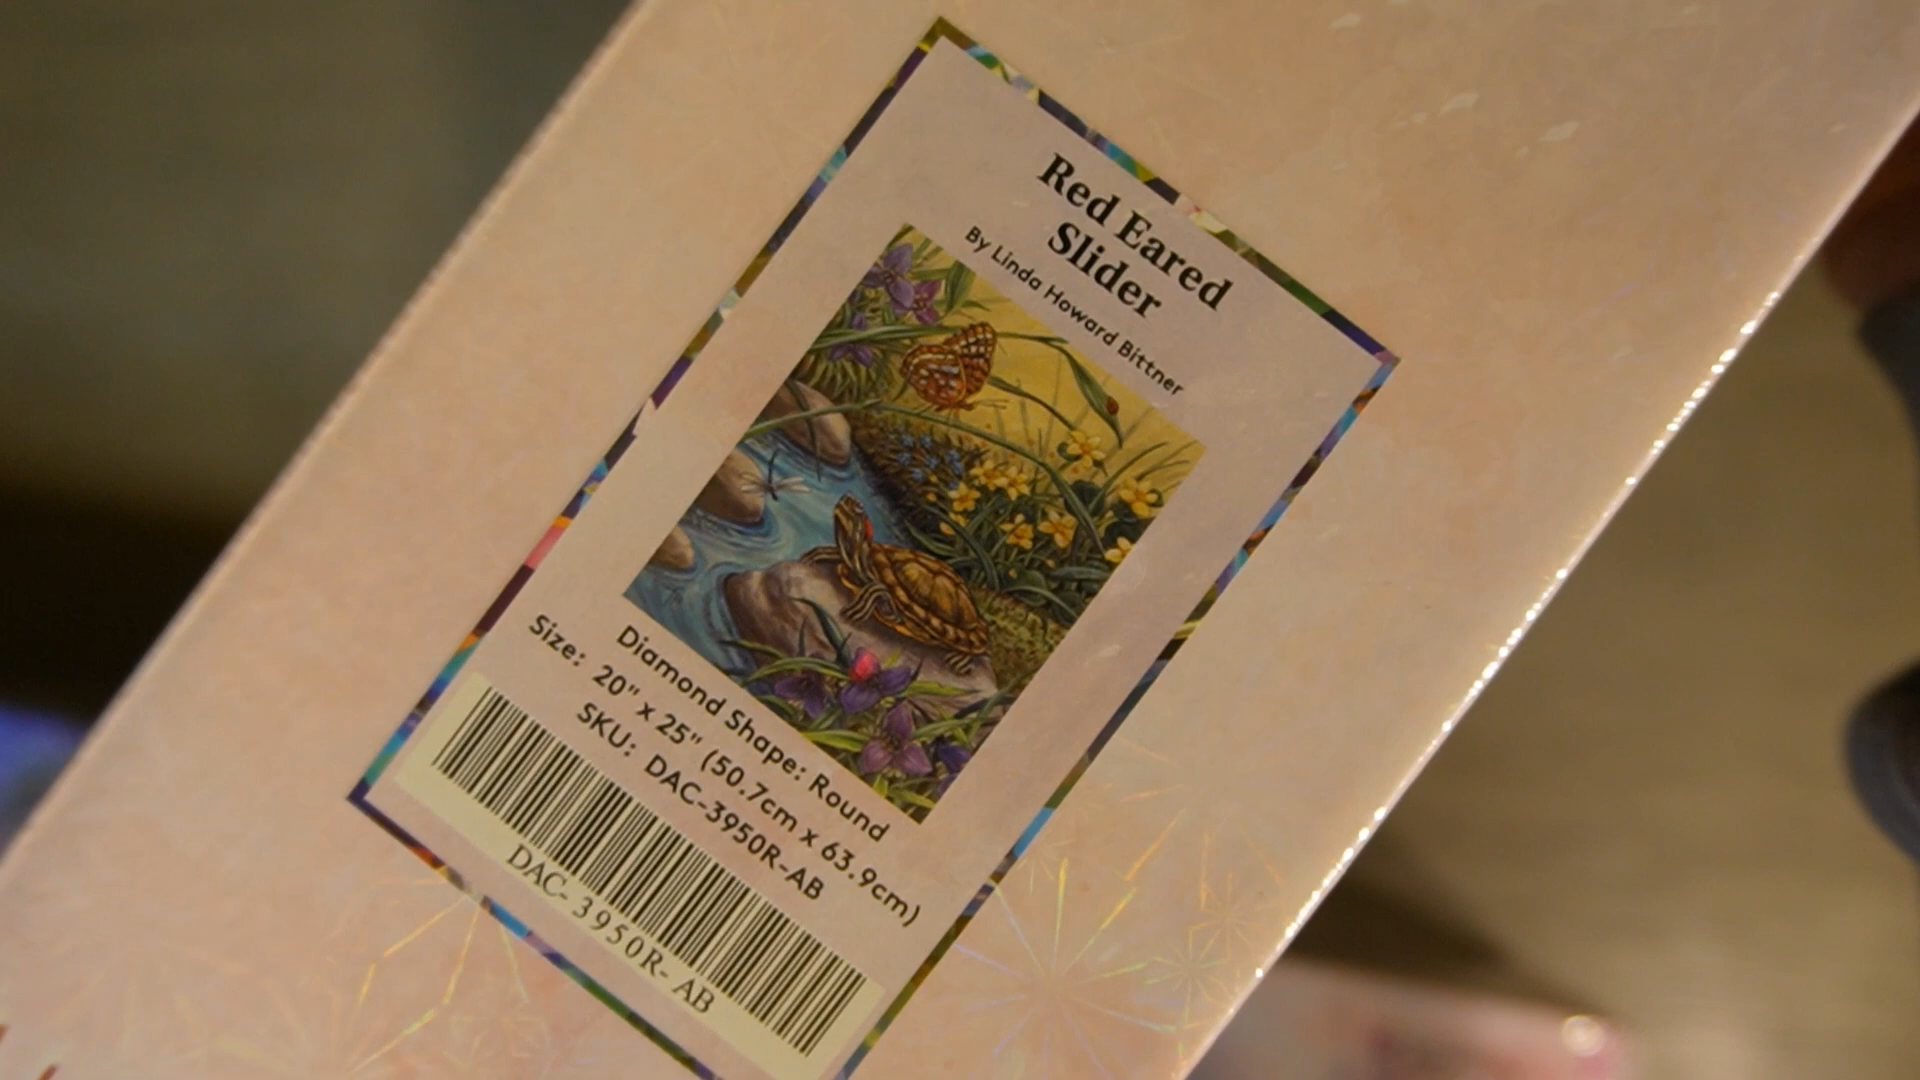 Red Eared
Slider
By Linda Howard Bittner
Diamond Shape: Round
Size: 20" x 25" (50.7cm x 63.9cm)
SKU: DAC-3950R-AB
DAC-3950R-AB